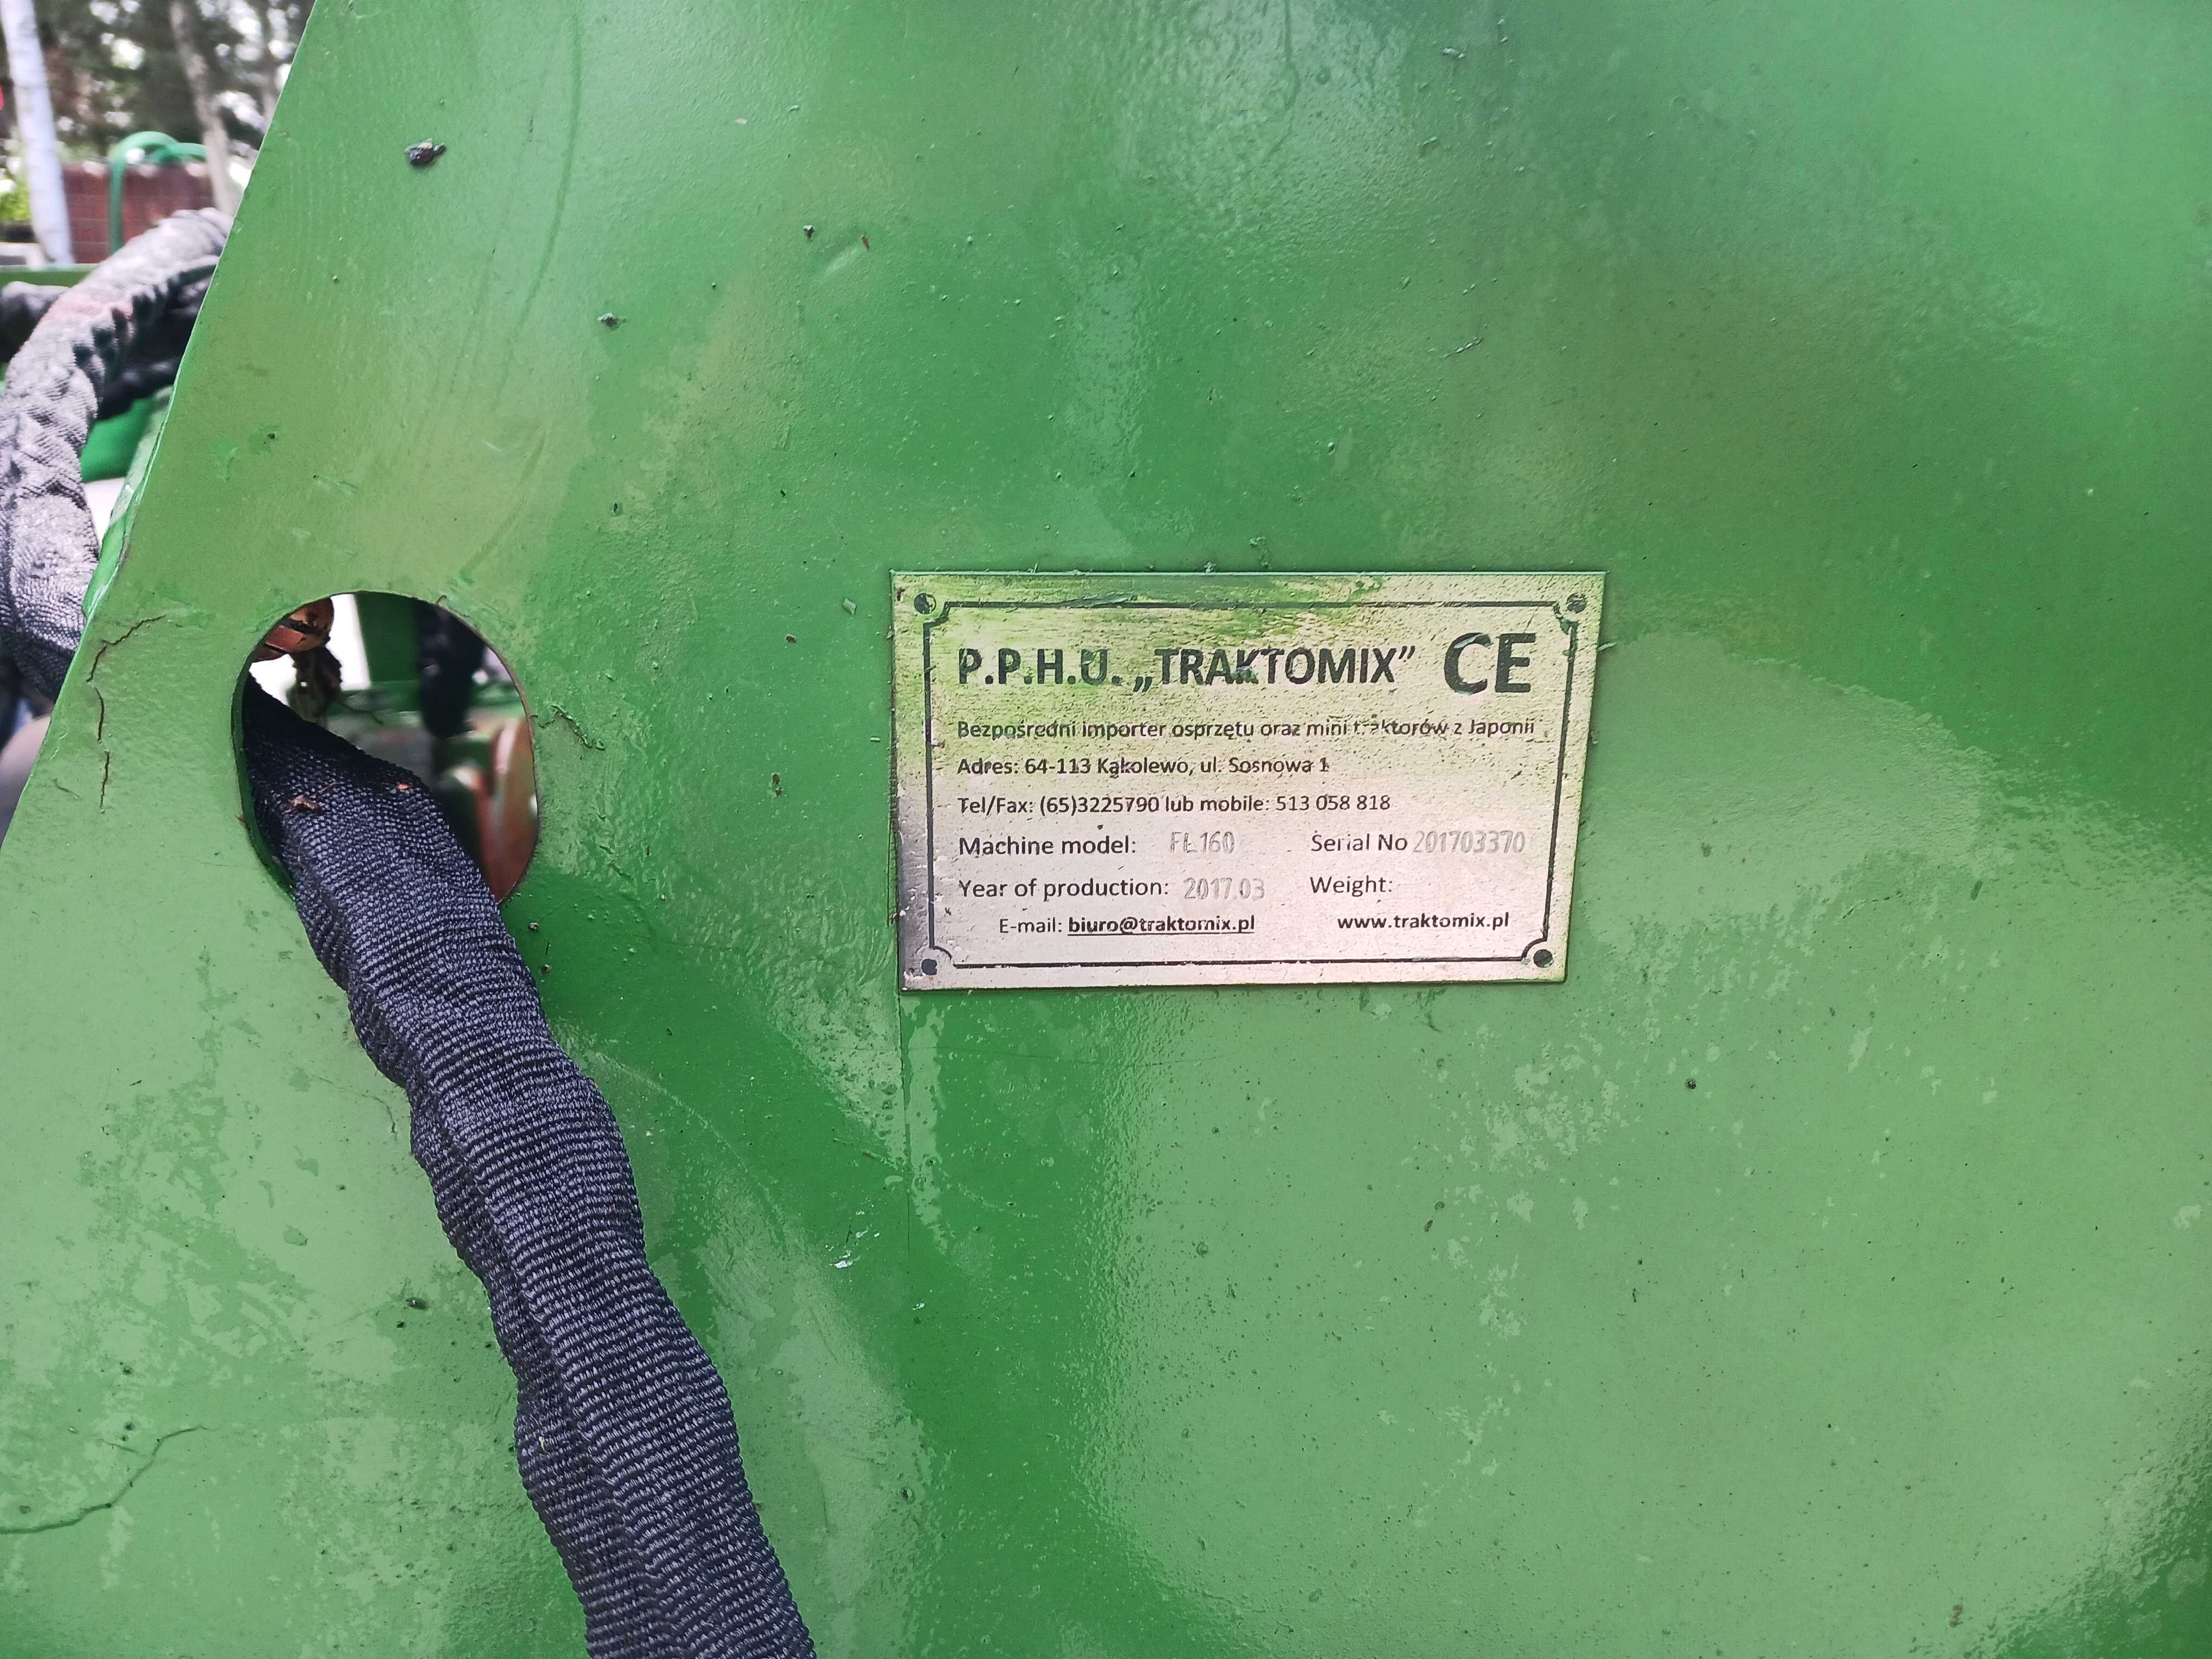 P.P.H.U. „TRAKTOMIX” CE
Bezpośredni importer osprzętu oraz mini traktorów z Japonii
Adres: 64-113 Kąkolewo, ul. Sosnowa 1
Tel/Fax: (65)3225790 lub mobile: 513 058 818
Machine model: FL160 Serial No 201703370
Year of production: 2017.03 Weight:
E-mail: biuro@traktomix.pl www.traktomix.pl